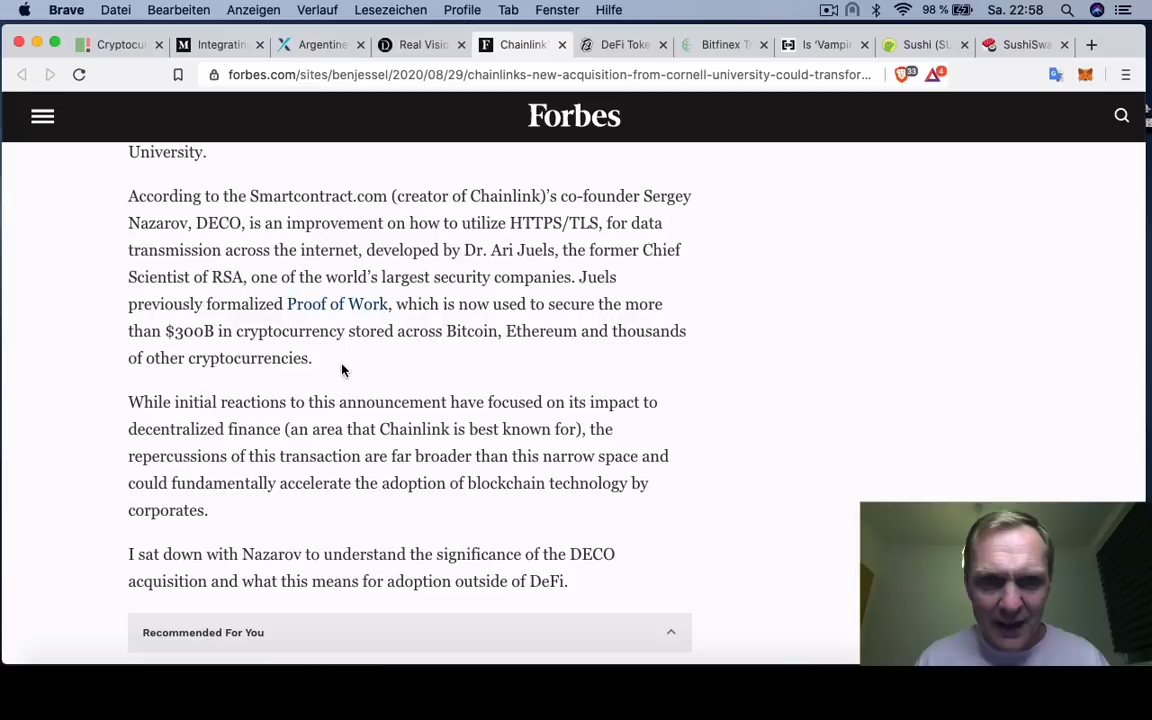 Brave Datei Bearbeiten Anzeigen Verlauf Lesezeichen Profile Tab Fenster Hilfe 98 % Sa. 22:58
Cryptocu Integratin Argentine Real Visio Chainlink' DeFi Toke Bitfinex T Is 'Vampir Sushi (SU SushiSwa
forbes.com/sites/benjessel/2020/08/29/chainlinks-new-acquisition-from-cornell-university-could-transfor... 33 4
Forbes
University.
According to the Smartcontract.com (creator of Chainlink)'s co-founder Sergey
Nazarov, DECO, is an improvement on how to utilize HTTPS/TLS, for data
transmission across the internet, developed by Dr. Ari Juels, the former Chief
Scientist of RSA, one of the world's largest security companies. Juels
previously formalized Proof of Work, which is now used to secure the more
than $300B in cryptocurrency stored across Bitcoin, Ethereum and thousands
of other cryptocurrencies.
While initial reactions to this announcement have focused on its impact to
decentralized finance (an area that Chainlink is best known for), the
repercussions of this transaction are far broader than this narrow space and
could fundamentally accelerate the adoption of blockchain technology by
corporates.
I sat down with Nazarov to understand the significance of the DECO
acquisition and what this means for adoption outside of DeFi.
Recommended For You